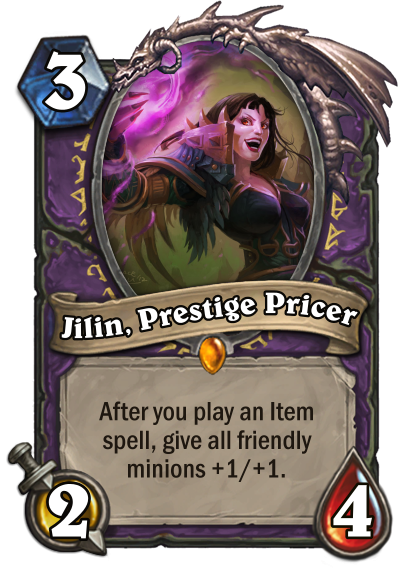 3
Jilin, Prestige Pricer
After you play an Item
spell, give all friendly
minions +1/+1.
2
4